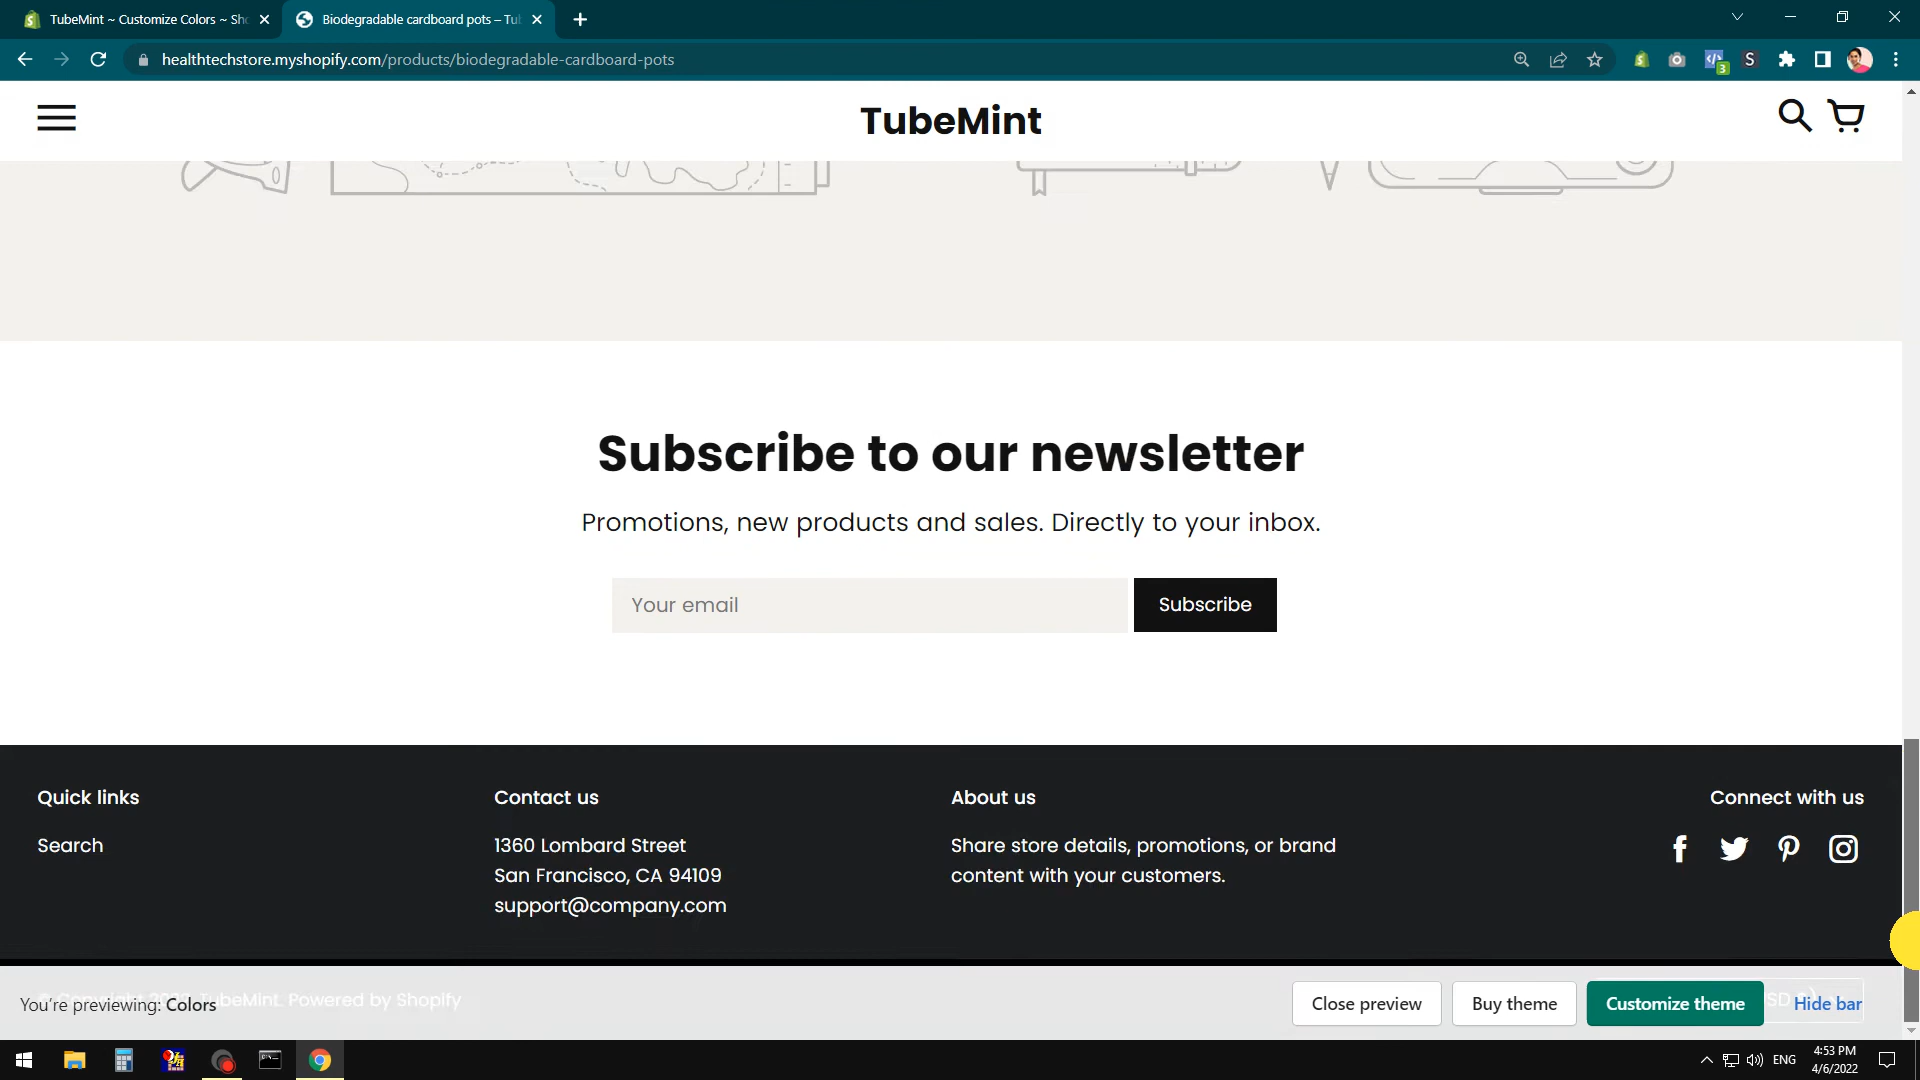 TubeMint ~ Customize Colors ~ Sh
Biodegradable cardboard pots – Tu
healthtechstore.myshopify.com/products/biodegradable-cardboard-pots
3
S
TubeMint
Subscribe to our newsletter
Promotions, new products and sales. Directly to your inbox.
Your email
Subscribe
Quick links
Search
Contact us
1360 Lombard Street
San Francisco, CA 94109
support@company.com
About us
Share store details, promotions, or brand
content with your customers.
Connect with us
TubeMint. Powered by Shopify
You're previewing: Colors
Close preview
Buy theme
Customize theme
Hide bar
ENG
4:53 PM
4/6/2022